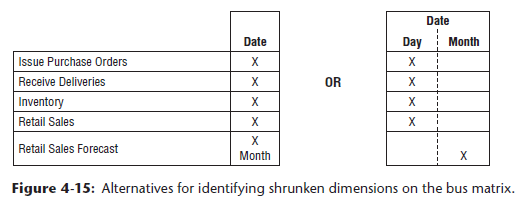 Date
Date
Day Month
Issue Purchase Orders X X
Receive Deliveries X OR X
Inventory X X
Retail Sales X X
Retail Sales Forecast X
Month X
Figure 4-15: Alternatives for identifying shrunken dimensions on the bus matrix.